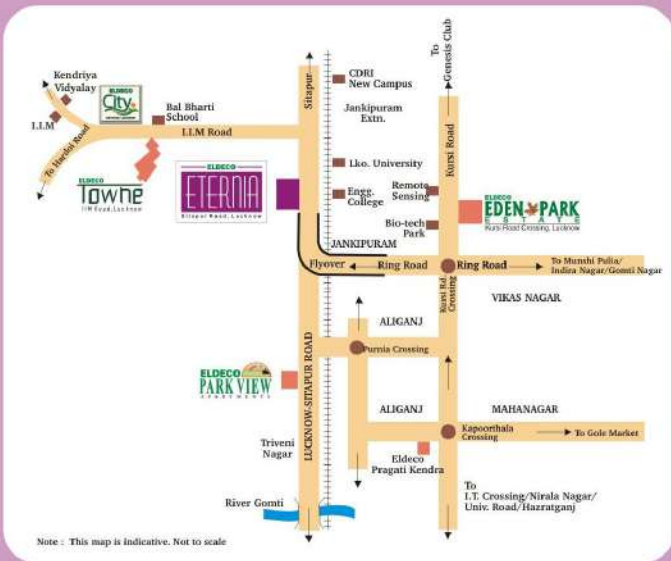 To
Genesis Club
Kendriya
Vidyalay
ELDECO
City
I.I.M
To Hardoi Road
Bal Bharti
School
I.I.M Road
Sitapur
CDRI
New Campus
Jankipuram
Extn.
Kursi Road
ELDECO
Towne
IIM Road, Lucknow
ELDECO
ETERNIA
Sitapur Road, Lucknow
Lko. University
Engg.
College
Remote
Sensing
Bio-tech
Park
ELDECO
EDEN PARK
ESTATE
Kursi Road Crossing, Lucknow
JANKIPURAM
Flyover
Ring Road
Ring Road
To Munshi Pulia/
Indira Nagar/Gomti Nagar
Kursi Rd.
Crossing
VIKAS NAGAR
ALIGANJ
Purnia Crossing
LUCKNOW-SITAPUR ROAD
ELDECO
PARK VIEW
APARTMENTS
ALIGANJ
MAHANAGAR
Kapoorthala
Crossing
To Gole Market
Triveni
Nagar
Eldeco
Pragati Kendra
River Gomti
To
I.T. Crossing/Nirala Nagar/
Univ. Road/Hazratganj
Note : This map is indicative. Not to scale